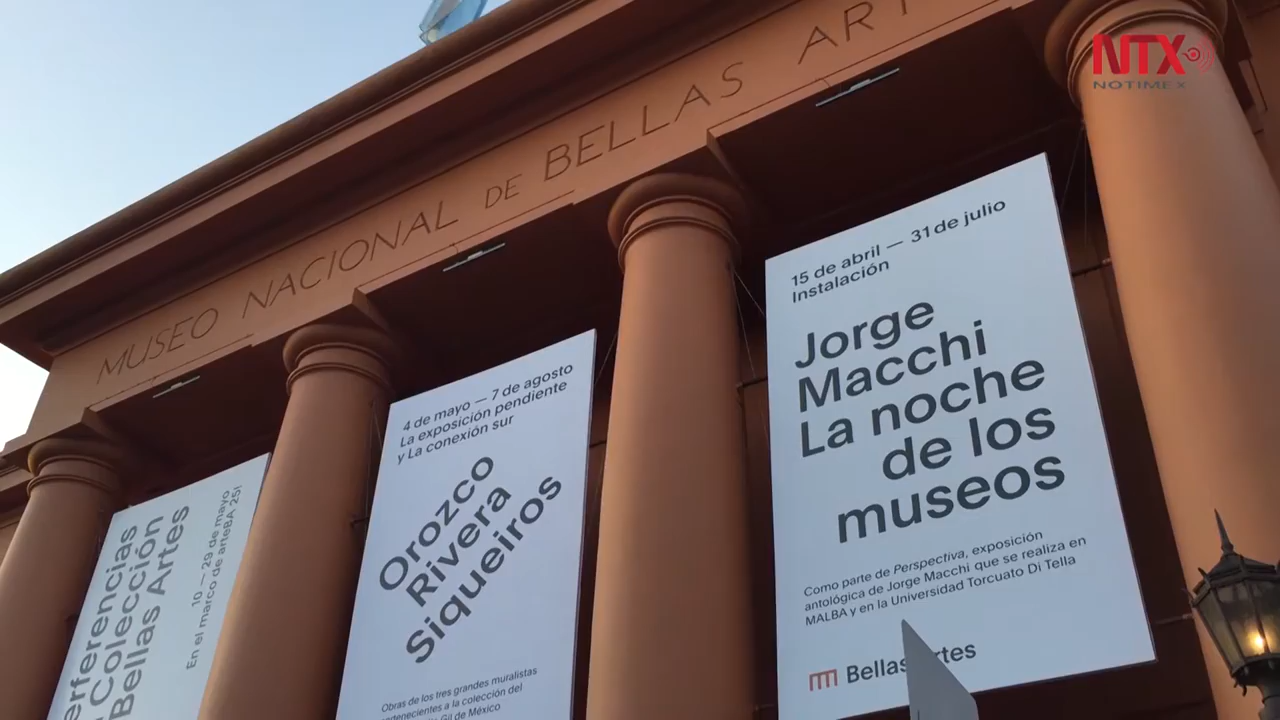 NTX
NOTIMEX
MUSEO NACIONAL DE BELLAS
10 — 29 de mayo
En el marco de arteBA 25|
Colección
Bellas Artes
4 de mayo — 7 de agosto
La exposición pendiente
y La conexión sur
Orozco
Rivera
Siqueiros
Obras de los tres grandes muralistas
colección del
Gil de México
15 de abril — 31 de julio
Instalación
Jorge
Macchi
La noche
de los
museos
Como parte de Perspectiva, exposición
antológica de Jorge Macchi que se realiza en
MALBA y en la Universidad Torcuato Di Tella